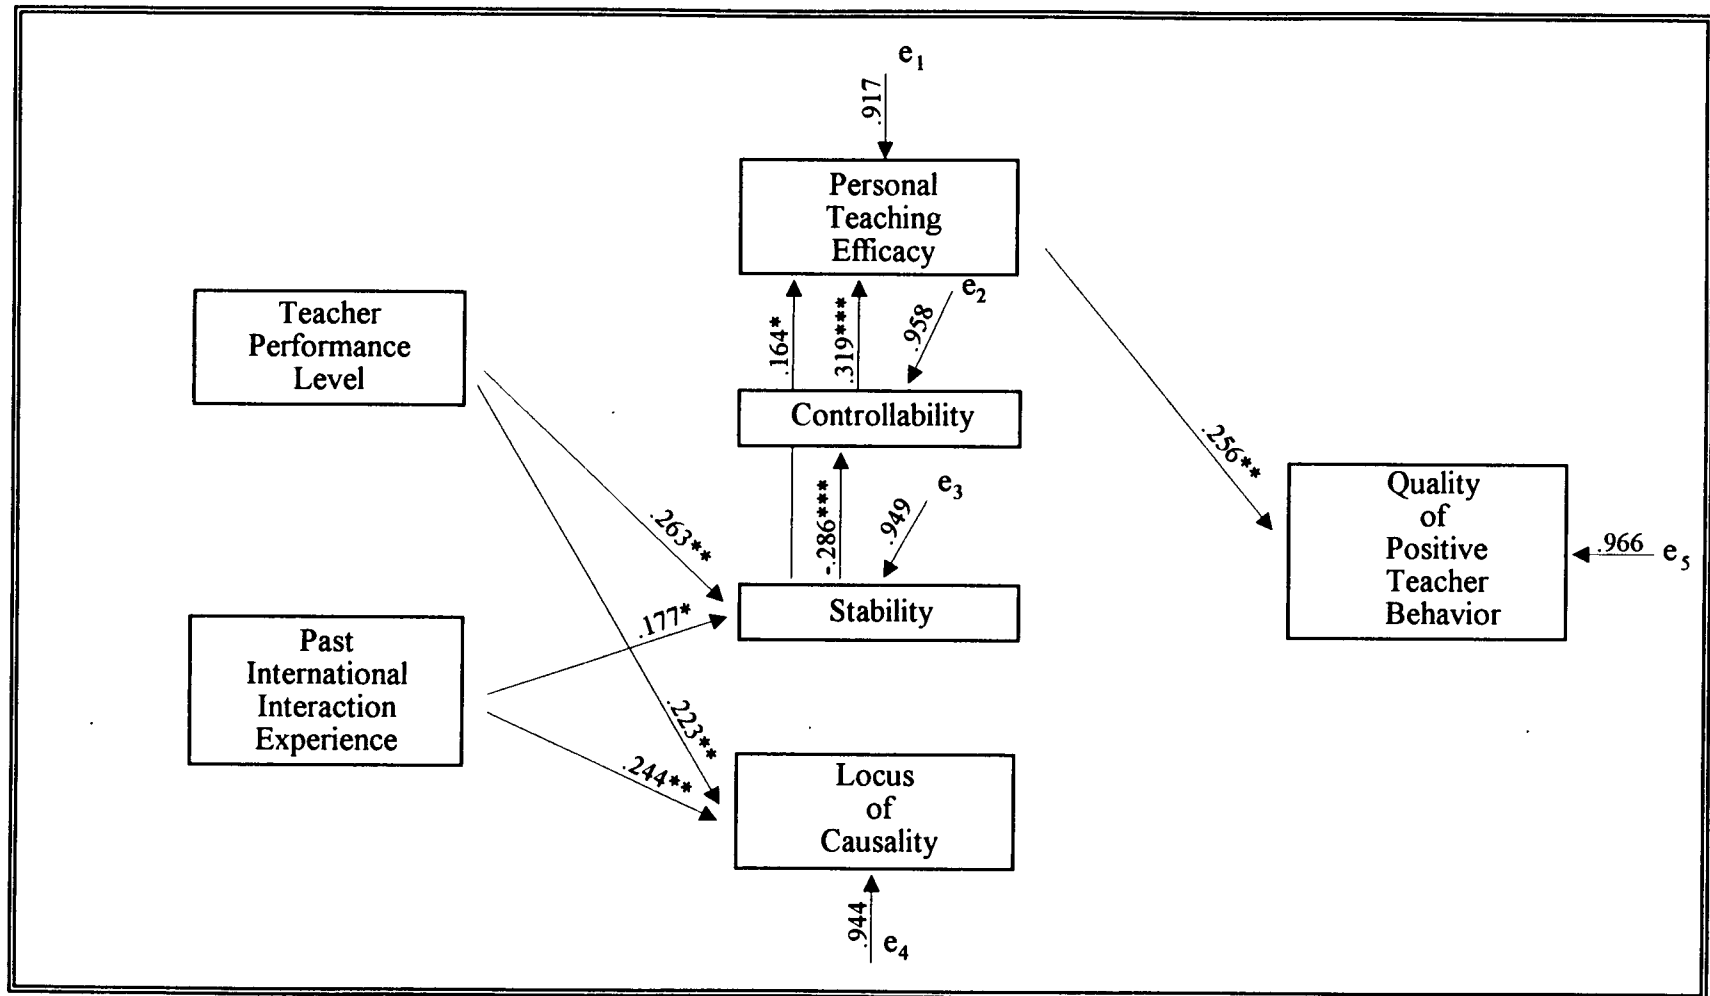 e1
.917
Personal
Teaching
Efficacy
e2
.164*
.319***
.958
Teacher
Performance
Level
Controllability
.256**
e3
.263**
-.286***
.949
Quality
of
Positive
Teacher
Behavior
.966 e5
Stability
.177*
Past
International
Interaction
Experience
.223**
.244**
Locus
of
Causality
.944
e4